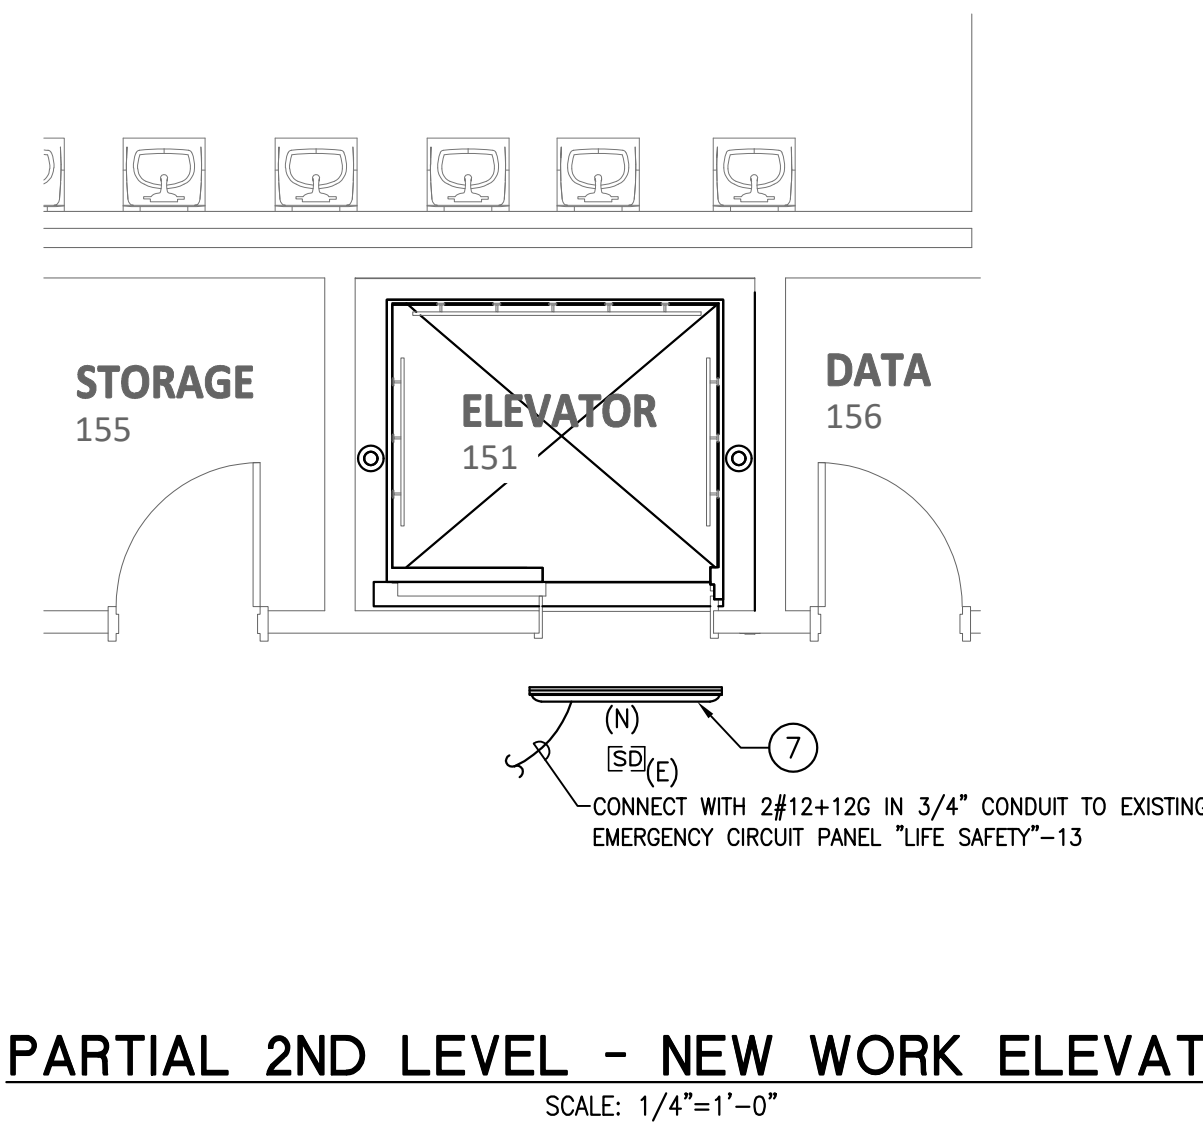 STORAGE
155
ELEVATOR
151
DATA
156
(N)
7
SD
(E)
CONNECT WITH 2#12+12G IN 3/4" CONDUIT TO EXISTING
EMERGENCY CIRCUIT PANEL "LIFE SAFETY"-13
PARTIAL 2ND LEVEL - NEW WORK ELEVAT
SCALE: 1/4"=1'-0"